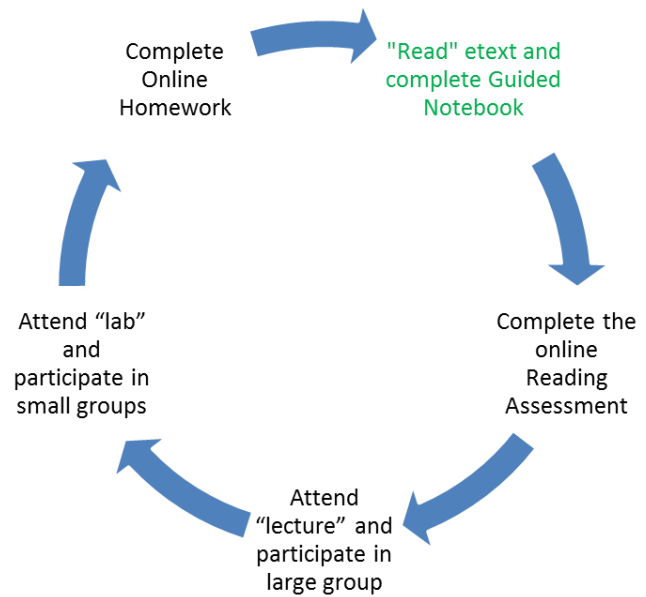 "Read" etext and
complete Guided
Notebook
Complete the
online
Reading
Assessment
Attend
“lecture” and
participate in
large group
Attend “lab”
and
participate in
small groups
Complete
Online
Homework